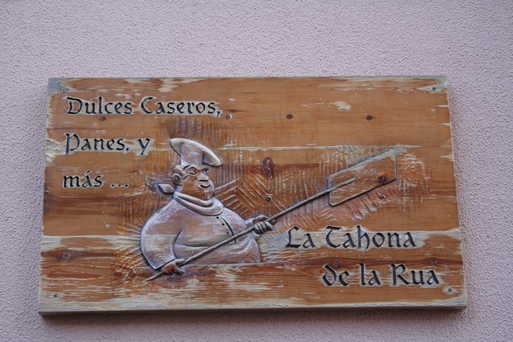 Dulces Caseros,
Panes. y
más ...
La Tahona
de la Rua